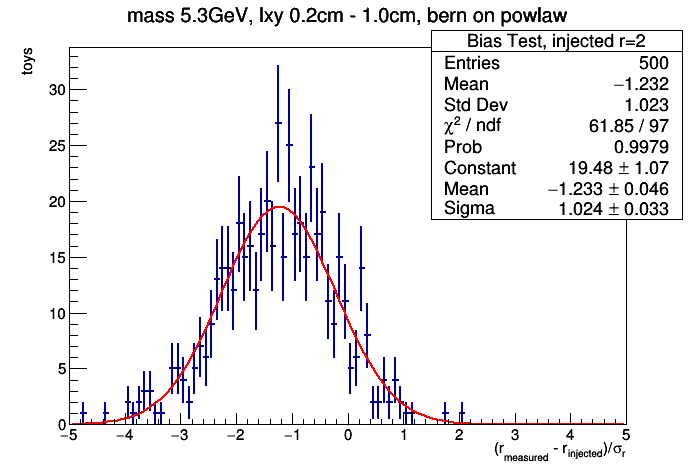 mass 5.3GeV, lxy 0.2cm - 1.0cm, bern on powlaw
Bias Test, injected r=2
Entries 500
Mean −1.232
Std Dev 1.023
χ² / ndf 61.85 / 97
Prob 0.9979
Constant 19.48 ± 1.07
Mean −1.233 ± 0.046
Sigma 1.024 ± 0.033
toys
30
25
20
15
10
5
0
−5 −4 −3 −2 −1 0 1 2 3 4 5
(r_measured - r_injected)/σ_r